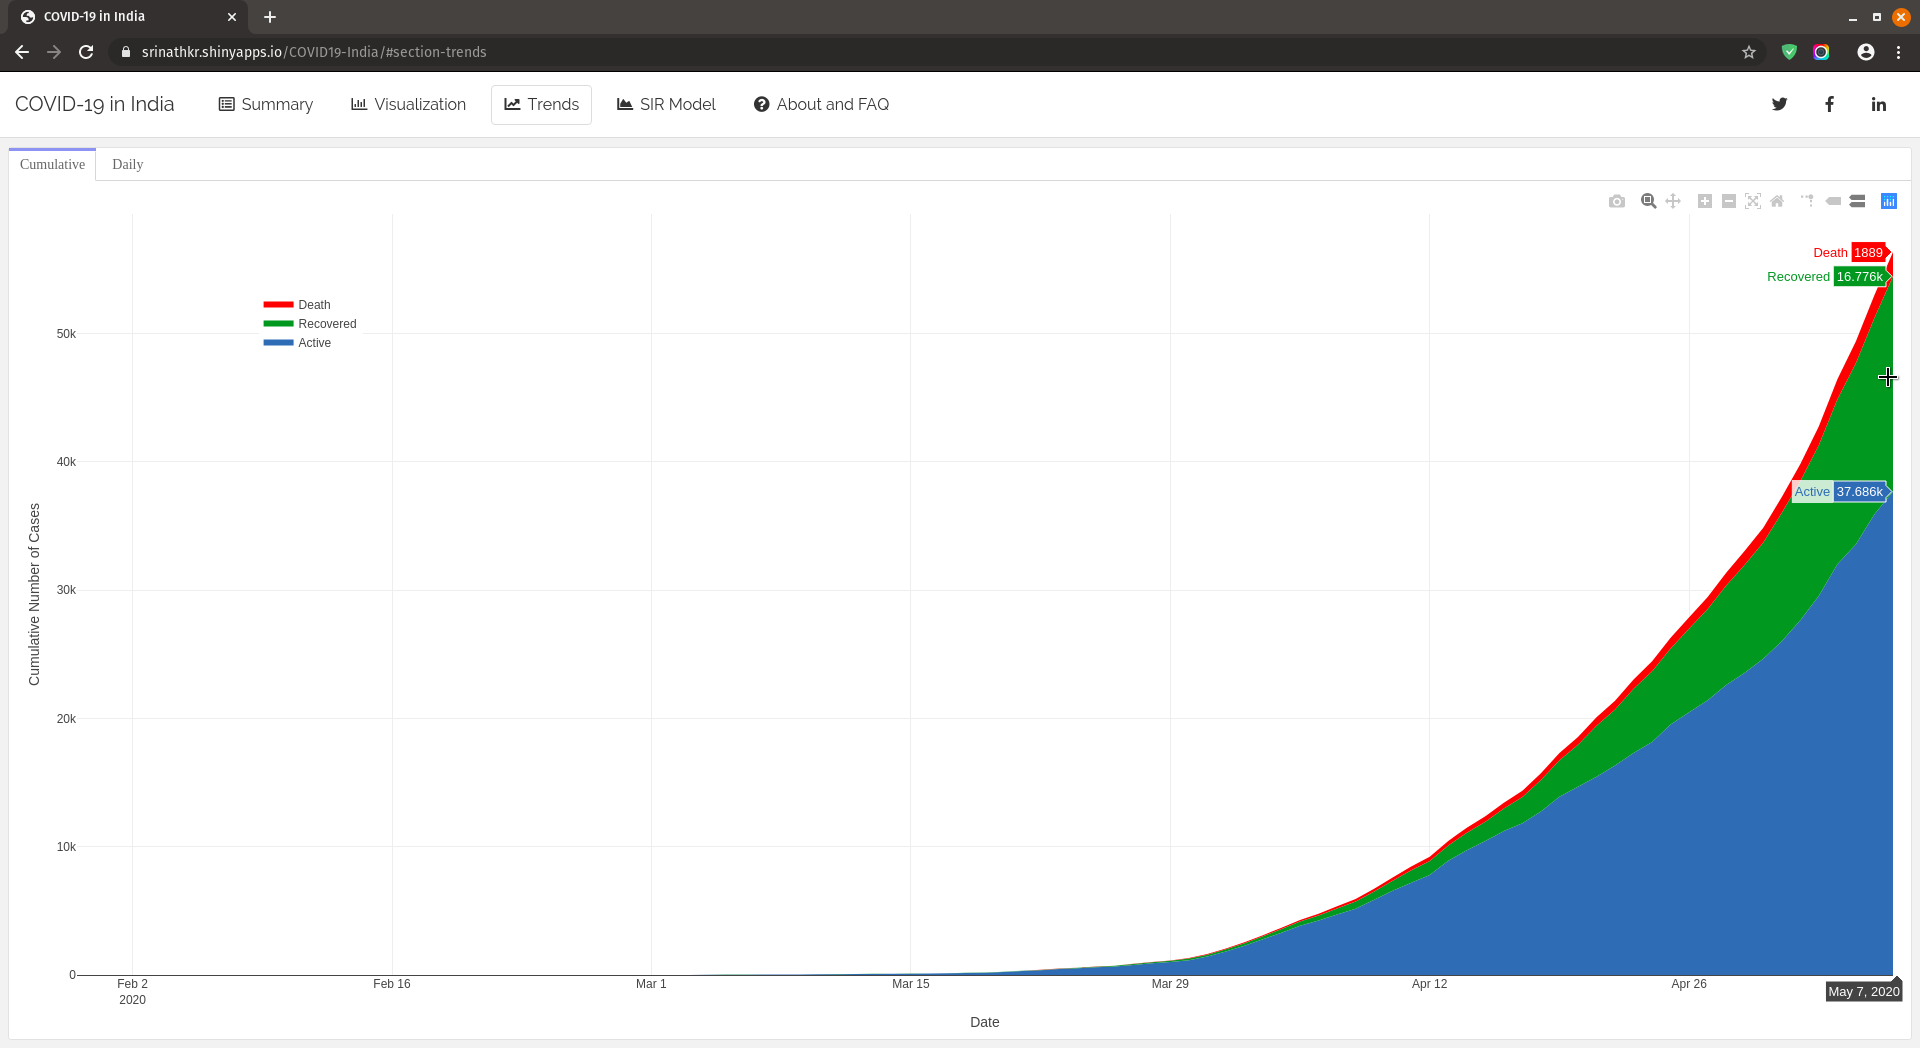 COVID-19 in India
srinathkr.shinyapps.io/COVID19-India/#section-trends
COVID-19 in India
Summary
Visualization
Trends
SIR Model
About and FAQ
Cumulative
Daily
Death 1889
Recovered 16.776k
Death
Recovered
Active
50k
40k
Active 37.686k
30k
20k
10k
0
Cumulative Number of Cases
Feb 2
2020
Feb 16
Mar 1
Mar 15
Mar 29
Apr 12
Apr 26
May 7, 2020
Date